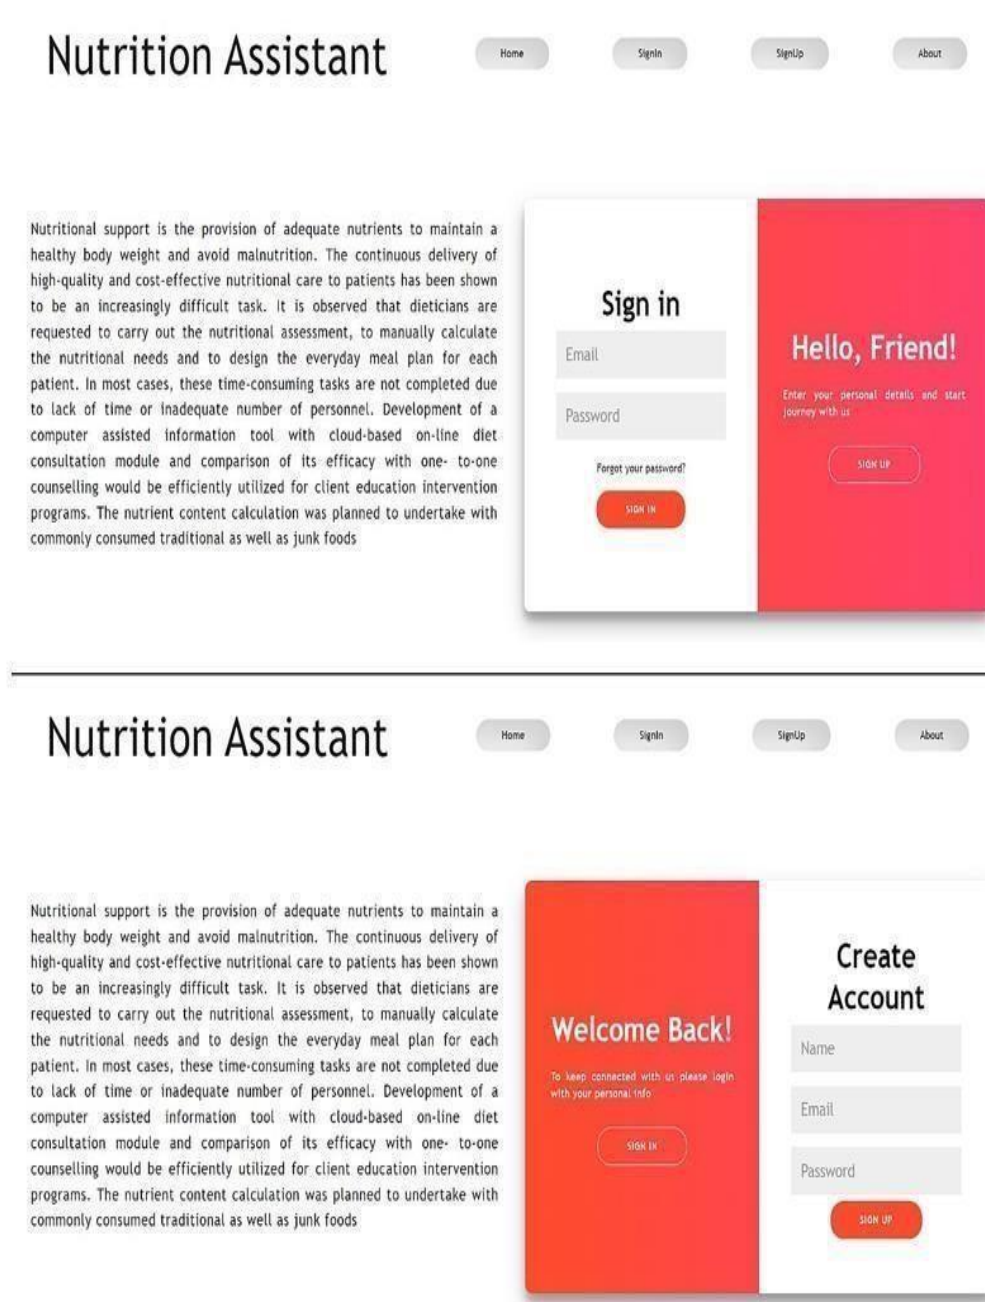 Nutrition Assistant
Home
SignIn
SignUp
About
Nutritional support is the provision of adequate nutrients to maintain a
healthy body weight and avoid malnutrition. The continuous delivery of
high-quality and cost-effective nutritional care to patients has been shown
to be an increasingly difficult task. It is observed that dieticians are
requested to carry out the nutritional assessment, to manually calculate
the nutritional needs and to design the everyday meal plan for each
patient. In most cases, these time-consuming tasks are not completed due
to lack of time or inadequate number of personnel. Development of a
computer assisted information tool with cloud-based on-line diet
consultation module and comparison of its efficacy with one- to-one
counselling would be efficiently utilized for client education intervention
programs. The nutrient content calculation was planned to undertake with
commonly consumed traditional as well as junk foods
Sign in
Email
Password
Forgot your password?
SIGN IN
Hello, Friend!
Enter your personal details and start
journey with us
SIGN UP
Nutrition Assistant
Home
SignIn
SignUp
About
Nutritional support is the provision of adequate nutrients to maintain a
healthy body weight and avoid malnutrition. The continuous delivery of
high-quality and cost-effective nutritional care to patients has been shown
to be an increasingly difficult task. It is observed that dieticians are
requested to carry out the nutritional assessment, to manually calculate
the nutritional needs and to design the everyday meal plan for each
patient. In most cases, these time-consuming tasks are not completed due
to lack of time or inadequate number of personnel. Development of a
computer assisted information tool with cloud-based on-line diet
consultation module and comparison of its efficacy with one- to-one
counselling would be efficiently utilized for client education intervention
programs. The nutrient content calculation was planned to undertake with
commonly consumed traditional as well as junk foods
Welcome Back!
To keep connected with us please login
with your personal info
SIGN IN
Create
Account
Name
Email
Password
SIGN UP